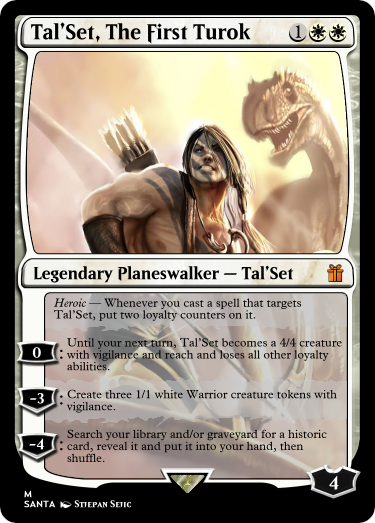 Tal'Set, The First Turok 1
Legendary Planeswalker — Tal'Set
Heroic — Whenever you cast a spell that targets
Tal'Set, put two loyalty counters on it.
0: Until your next turn, Tal'Set becomes a 4/4 creature
with vigilance and reach and loses all other loyalty
abilities.
-3: Create three 1/1 white Warrior creature tokens with
vigilance.
-4: Search your library and/or graveyard for a historic
card, reveal it and put it into your hand, then
shuffle.
4
M
SANTA Stjepan Sejic